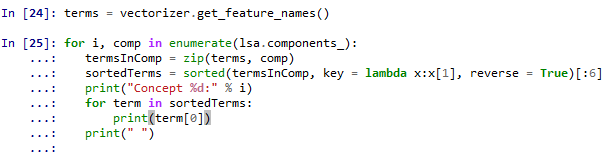 In [24]: terms = vectorizer.get_feature_names()
In [25]: for i, comp in enumerate(lsa.components_):
    ...:     termsInComp = zip(terms, comp)
    ...:     sortedTerms = sorted(termsInComp, key = lambda x:x[1], reverse = True)[:6]
    ...:     print("Concept %d:" % i)
    ...:     for term in sortedTerms:
    ...:         print(term[0])
    ...:     print(" ")
    ...: